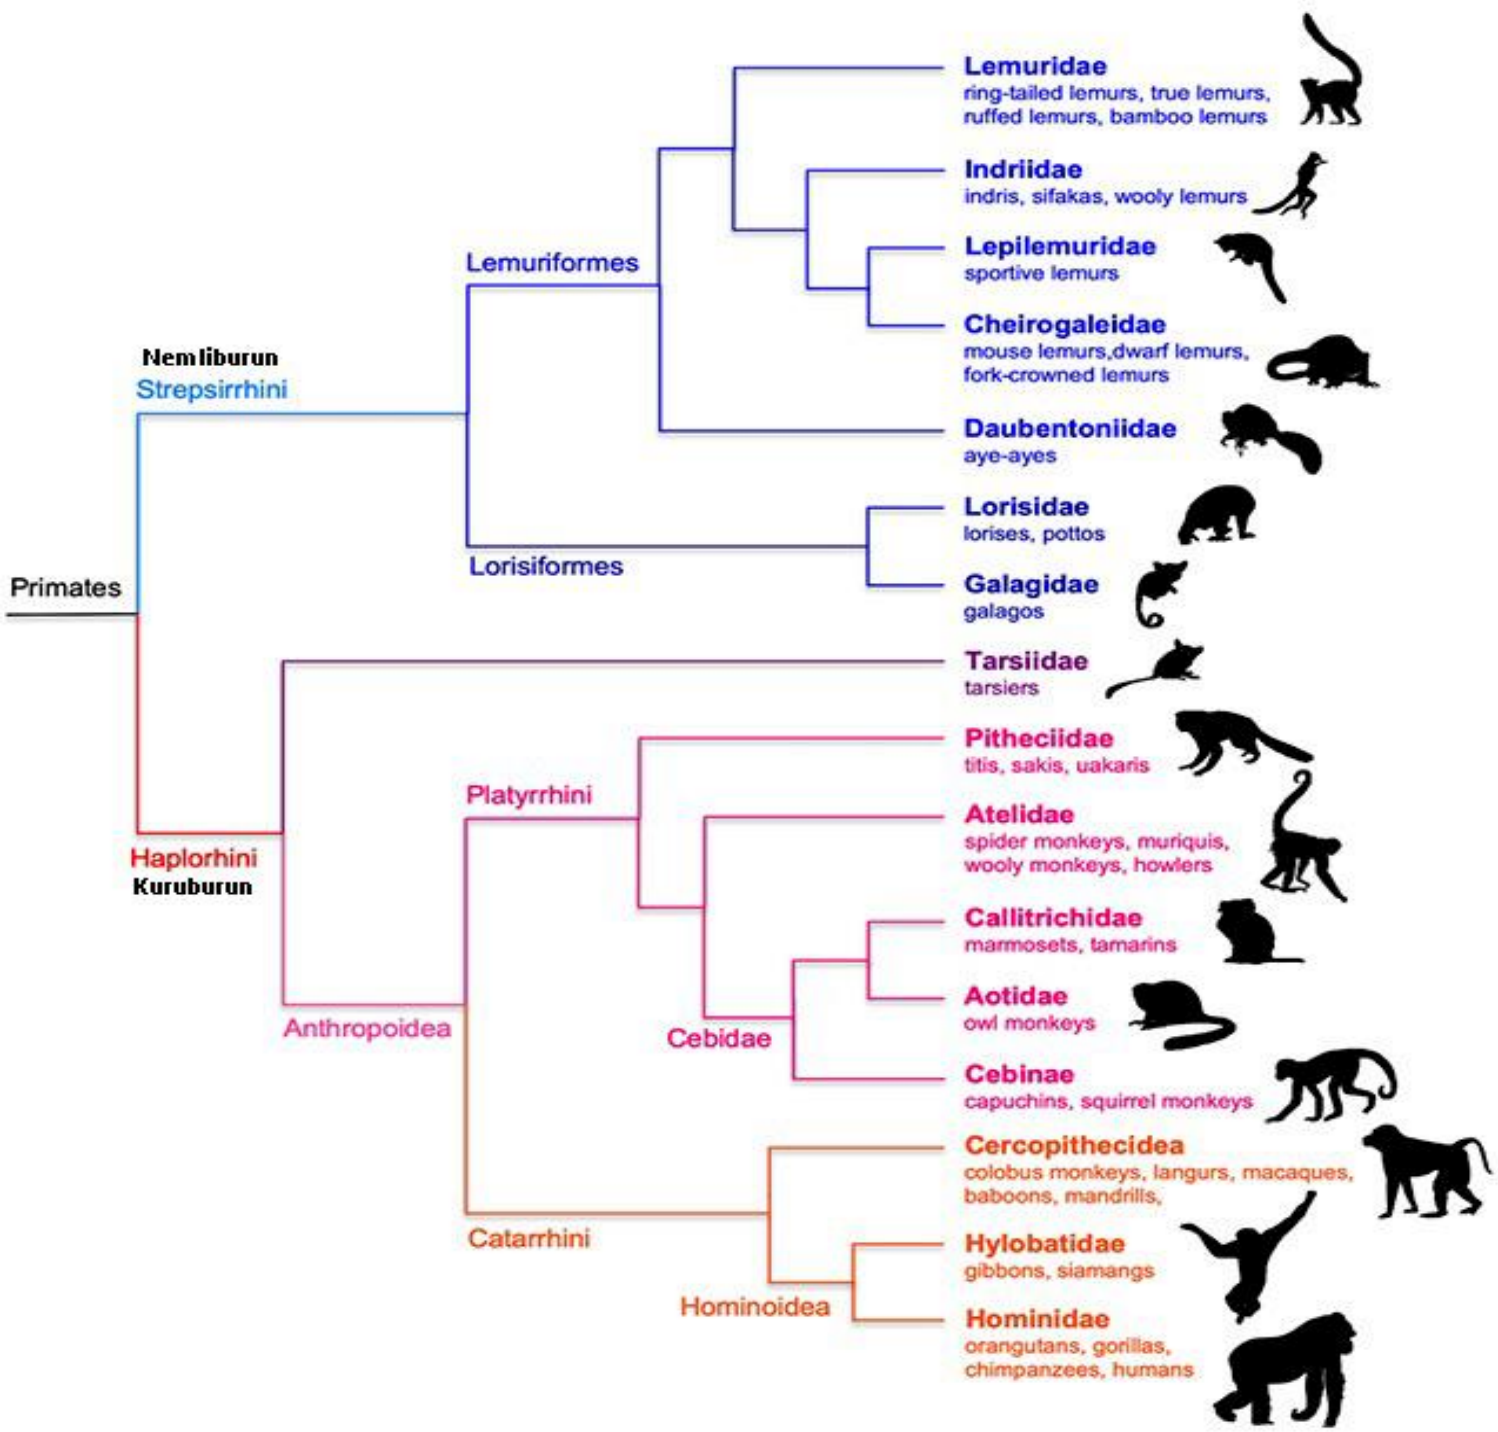 Lemuridae
ring-tailed lemurs, true lemurs,
ruffed lemurs, bamboo lemurs
Indriidae
indris, sifakas, wooly lemurs
Lepilemuridae
sportive lemurs
Lemuriformes
Cheirogaleidae
mouse lemurs,dwarf lemurs,
fork-crowned lemurs
Nemliburun
Strepsirrhini
Daubentoniidae
aye-ayes
Lorisidae
lorises, pottos
Lorisiformes
Primates
Galagidae
galagos
Tarsiidae
tarsiers
Pitheciidae
titis, sakis, uakaris
Platyrrhini
Atelidae
spider monkeys, muriquis,
wooly monkeys, howlers
Haplorhini
Kuruburun
Callitrichidae
marmosets, tamarins
Aotidae
owl monkeys
Anthropoidea
Cebidae
Cebinae
capuchins, squirrel monkeys
Cercopithecidea
colobus monkeys, langurs, macaques,
baboons, mandrills,
Catarrhini
Hylobatidae
gibbons, siamangs
Hominoidea
Hominidae
orangutans, gorillas,
chimpanzees, humans